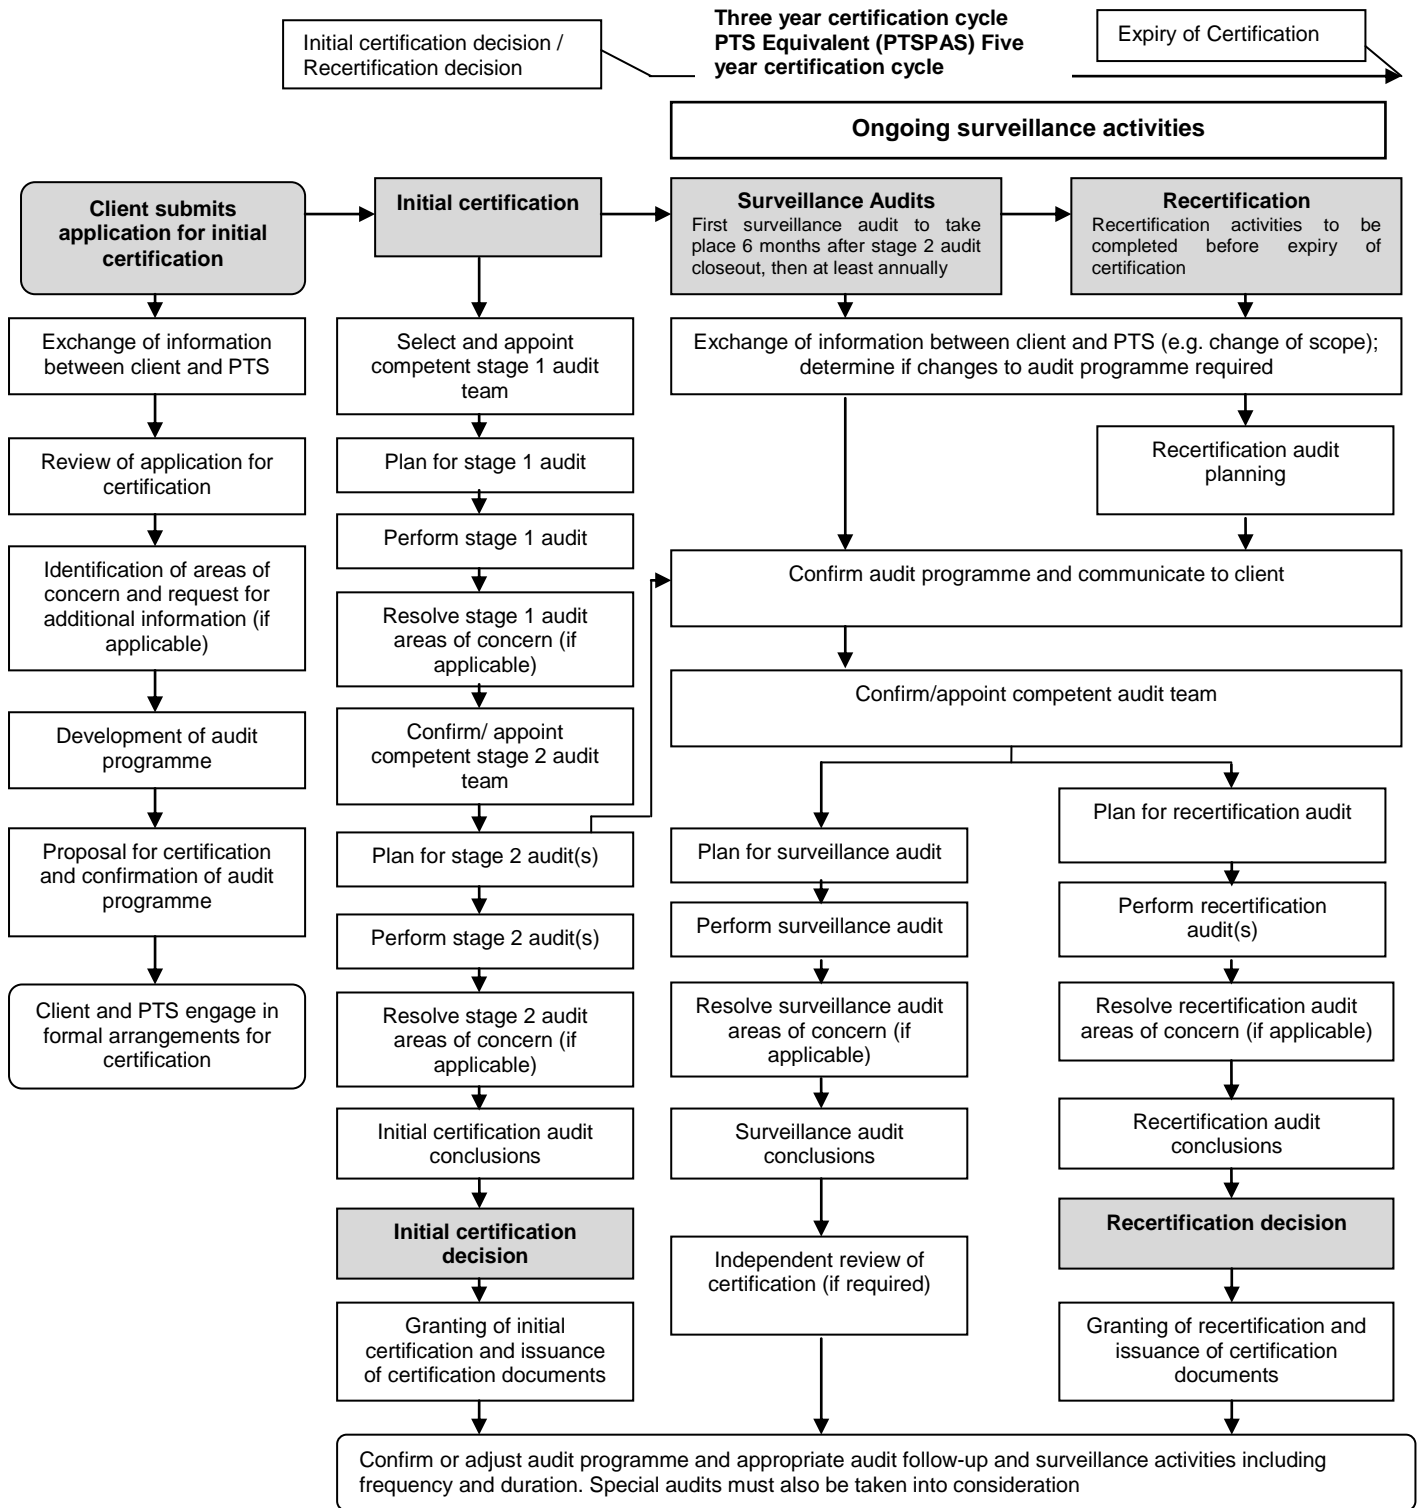 Initial certification decision /
Recertification decision
Three year certification cycle
PTS Equivalent (PTSPAS) Five
year certification cycle
Expiry of Certification
Ongoing surveillance activities
Client submits
application for initial
certification
Initial certification
Surveillance Audits
First surveillance audit to take
place 6 months after stage 2 audit
closeout, then at least annually
Recertification
Recertification activities to be
completed before expiry of
certification
Exchange of information
between client and PTS
Review of application for
certification
Identification of areas of
concern and request for
additional information (if
applicable)
Development of audit
programme
Proposal for certification
and confirmation of audit
programme
Client and PTS engage in
formal arrangements for
certification
Select and appoint
competent stage 1 audit
team
Plan for stage 1 audit
Perform stage 1 audit
Resolve stage 1 audit
areas of concern (if
applicable)
Confirm/ appoint
competent stage 2 audit
team
Plan for stage 2 audit(s)
Perform stage 2 audit(s)
Resolve stage 2 audit
areas of concern (if
applicable)
Initial certification audit
conclusions
Initial certification
decision
Granting of initial
certification and issuance
of certification documents
Exchange of information between client and PTS (e.g. change of scope);
determine if changes to audit programme required
Recertification audit
planning
Confirm audit programme and communicate to client
Confirm/appoint competent audit team
Plan for surveillance audit
Perform surveillance audit
Resolve surveillance audit
areas of concern (if
applicable)
Surveillance audit
conclusions
Independent review of
certification (if required)
Plan for recertification audit
Perform recertification
audit(s)
Resolve recertification audit
areas of concern (if applicable)
Recertification audit
conclusions
Recertification decision
Granting of recertification and
issuance of certification
documents
Confirm or adjust audit programme and appropriate audit follow-up and surveillance activities including
frequency and duration. Special audits must also be taken into consideration